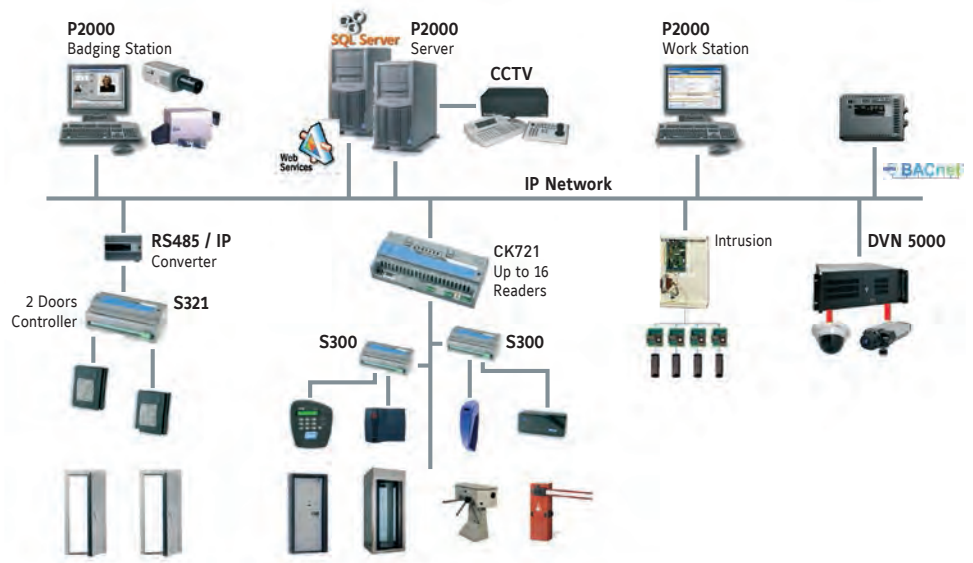 P2000
Badging Station
SQL Server
P2000
Server
CCTV
P2000
Work Station
Web
Services
BACnet
IP Network
RS485 / IP
Converter
2 Doors
Controller
S321
CK721
Up to 16
Readers
S300
S300
Intrusion
DVN 5000